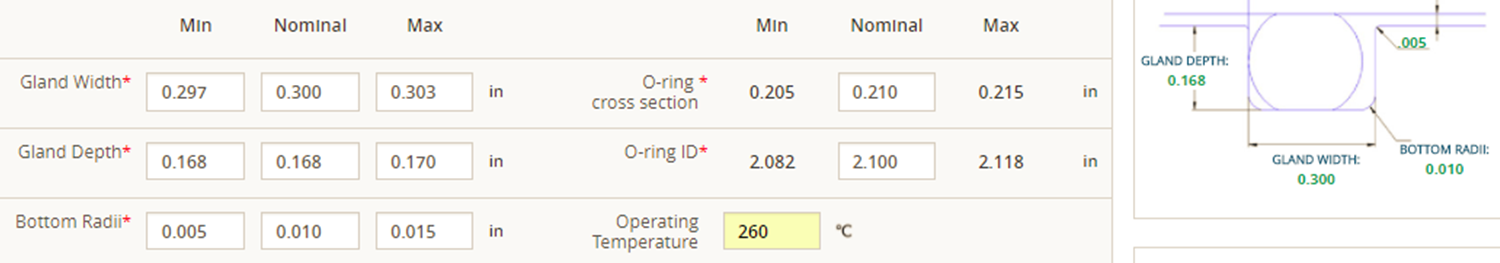 Min Nominal Max Min Nominal Max
Gland Width* 0.297 0.300 0.303 in O-ring * cross section 0.205 0.210 0.215 in
Gland Depth* 0.168 0.168 0.170 in O-ring ID* 2.082 2.100 2.118 in
Bottom Radii* 0.005 0.010 0.015 in Operating Temperature 260 °C
.005
GLAND DEPTH:
0.168
BOTTOM RADII:
0.010
GLAND WIDTH:
0.300